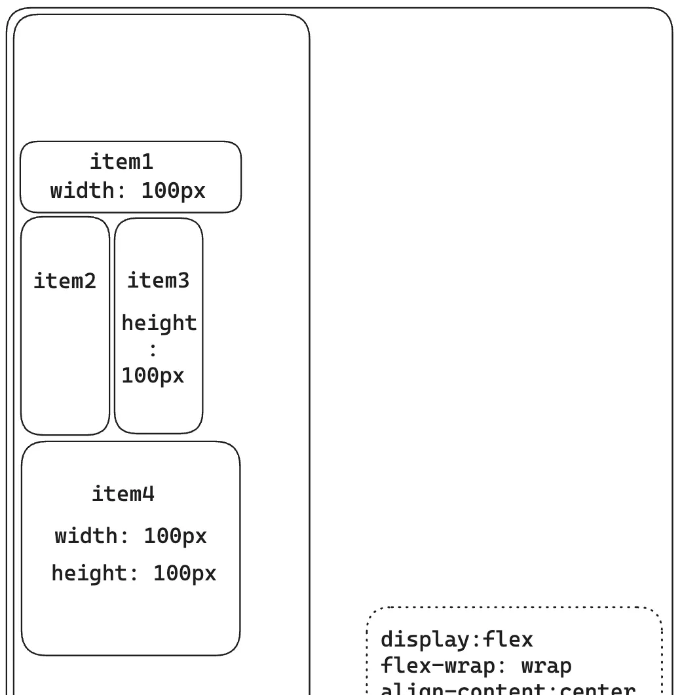 item1
width: 100px
item2
item3
height
:
100px
item4
width: 100px
height: 100px
display:flex
flex-wrap: wrap
align-content:center